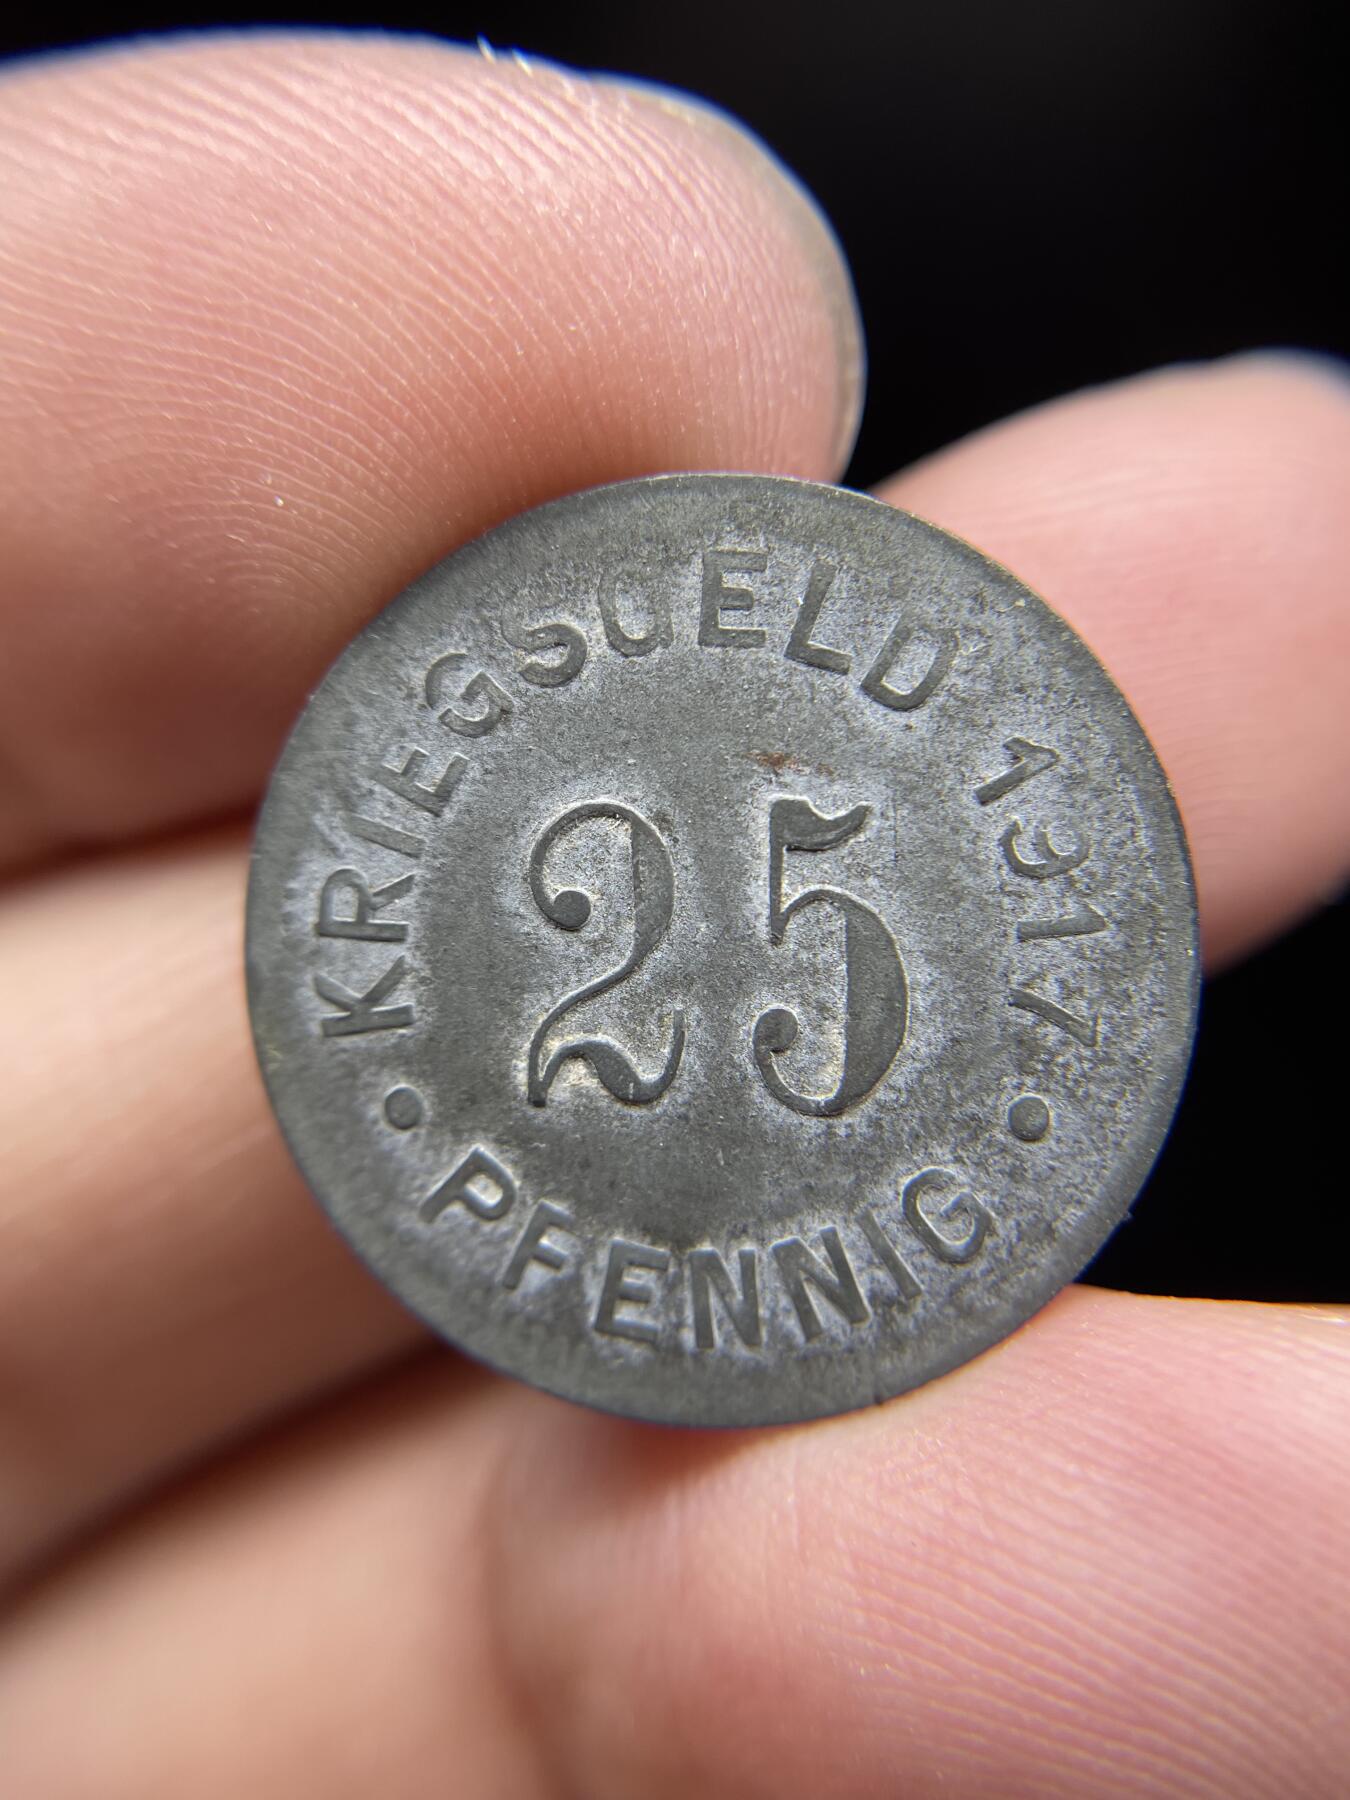 KRIEGSGELD 1917
25
• PFENNIG •